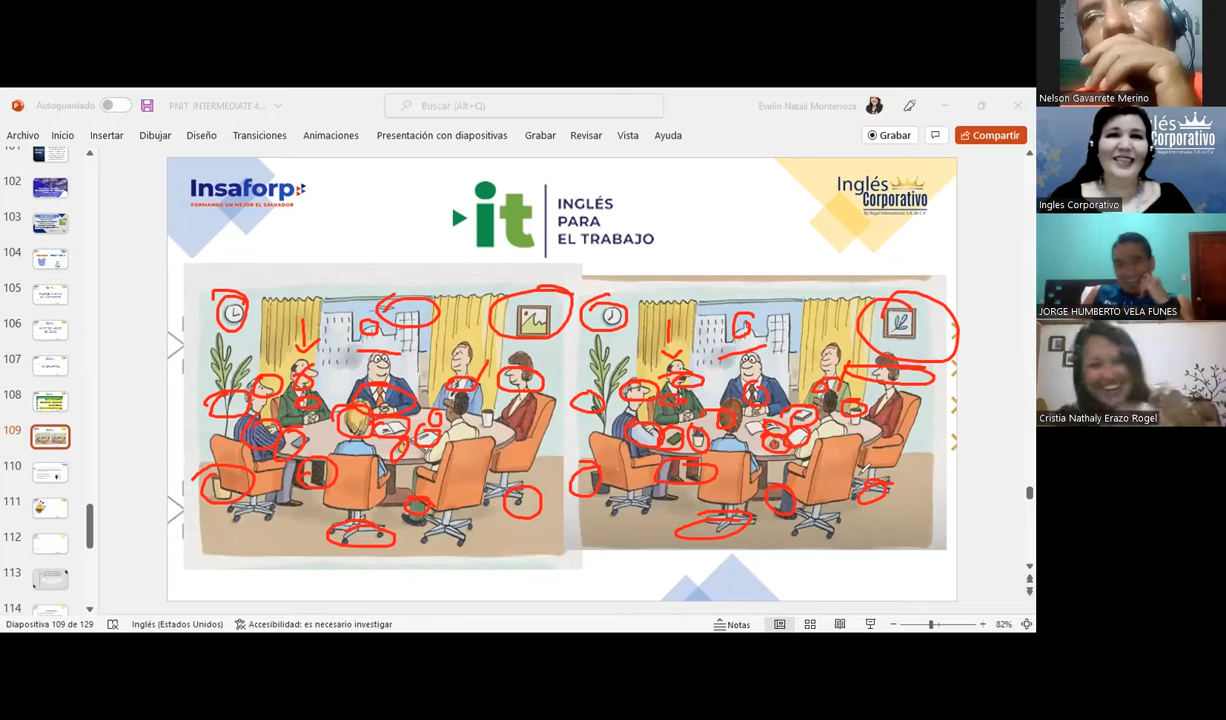 Autoguardado
PNIT INTERMEDIATE 4...
Buscar (Alt+Q)
Evelin Natali Monterroza
Archivo Inicio Insertar Dibujar Diseño Transiciones Animaciones Presentación con diapositivas Grabar Revisar Vista Ayuda
Grabar
Compartir
102
103
104
105
106
107
108
109
110
111
112
113
114
Insaforp
FORMANDO UN MEJOR EL SALVADOR
it
INGLÉS
PARA
EL TRABAJO
Inglés
Corporativo
Diapositiva 109 de 129
Inglés (Estados Unidos)
Accesibilidad: es necesario investigar
Notas
82%
Nelson Gavarrete Merino
glés
Corporativo
Ingles Corporativo
JORGE HUMBERTO VELA FUNES
Cristia Nathaly Erazo Rogel